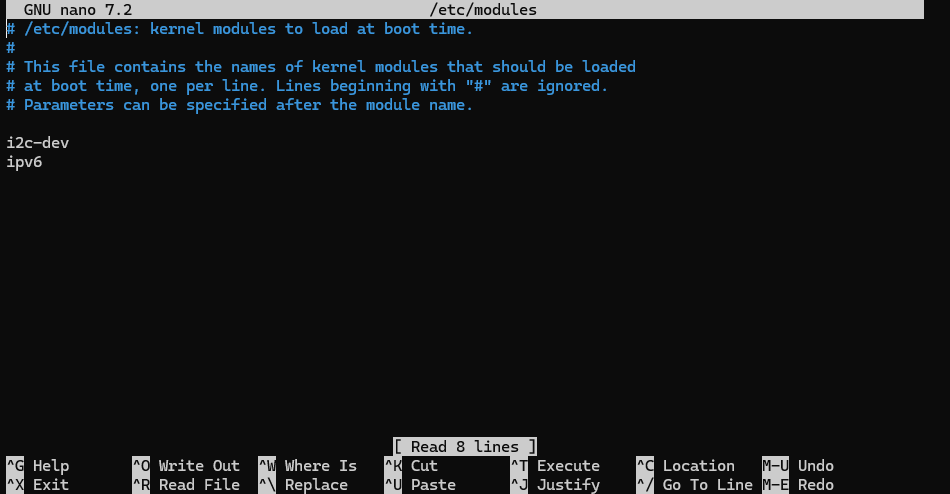 GNU nano 7.2 /etc/modules
# /etc/modules: kernel modules to load at boot time.
#
# This file contains the names of kernel modules that should be loaded
# at boot time, one per line. Lines beginning with "#" are ignored.
# Parameters can be specified after the module name.
i2c-dev
ipv6
[ Read 8 lines ]
^G Help ^O Write Out ^W Where Is ^K Cut ^T Execute ^C Location M-U Undo
^X Exit ^R Read File ^\ Replace ^U Paste ^J Justify ^/ Go To Line M-E Redo